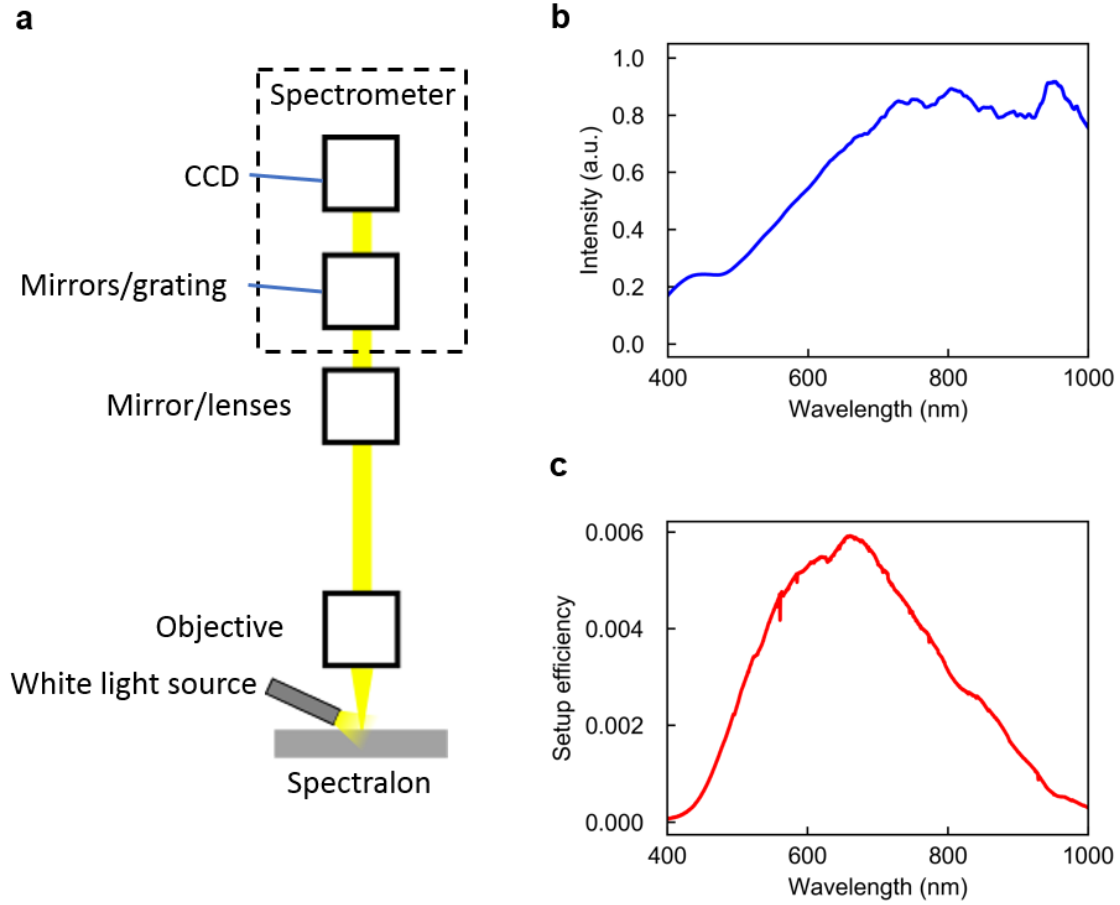 a
Spectrometer
CCD
Mirrors/grating
Mirror/lenses
Objective
White light source
Spectralon
b
1.0
0.8
0.6
0.4
0.2
0.0
Intensity (a.u.)
400 600 800 1000
Wavelength (nm)
c
0.006
0.004
0.002
0.000
Setup efficiency
400 600 800 1000
Wavelength (nm)